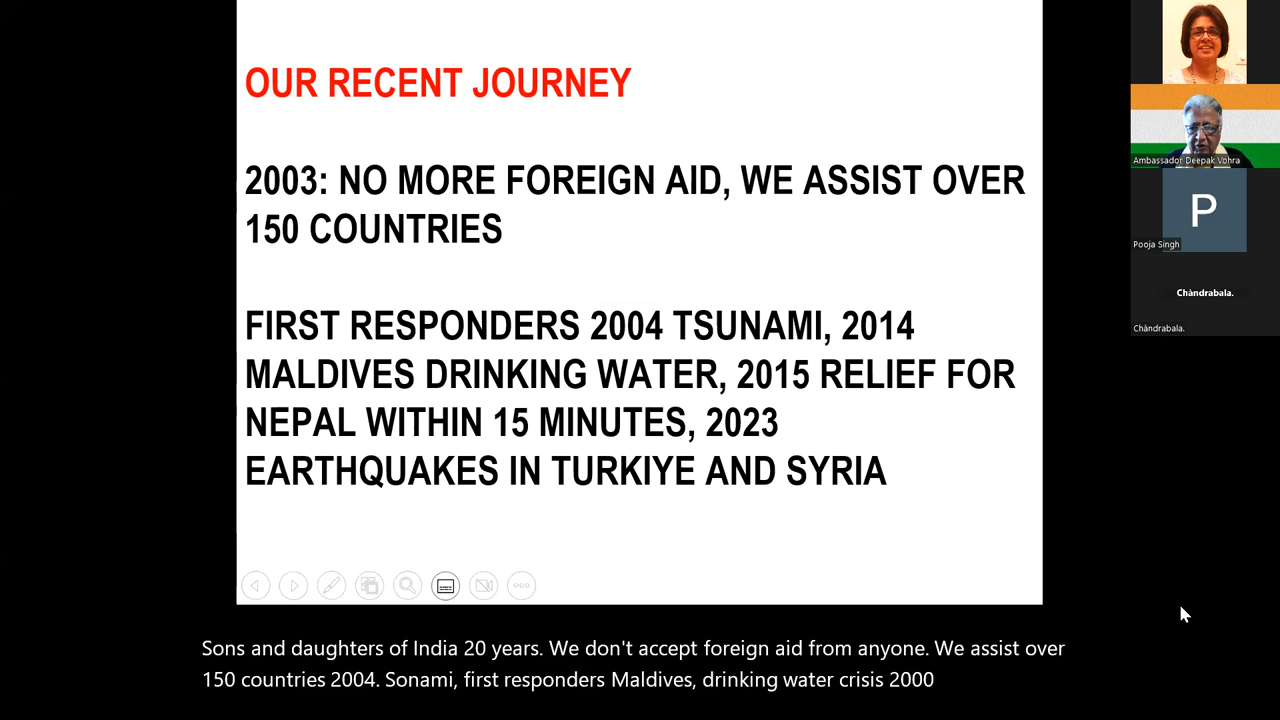 OUR RECENT JOURNEY
2003: NO MORE FOREIGN AID, WE ASSIST OVER
150 COUNTRIES
FIRST RESPONDERS 2004 TSUNAMI, 2014
MALDIVES DRINKING WATER, 2015 RELIEF FOR
NEPAL WITHIN 15 MINUTES, 2023
EARTHQUAKES IN TURKIYE AND SYRIA
Ambassador Deepak Vohra
P
Pooja Singh
Chàndrabala.
Chàndrabala.
Sons and daughters of India 20 years. We don't accept foreign aid from anyone. We assist over
150 countries 2004. Sonami, first responders Maldives, drinking water crisis 2000